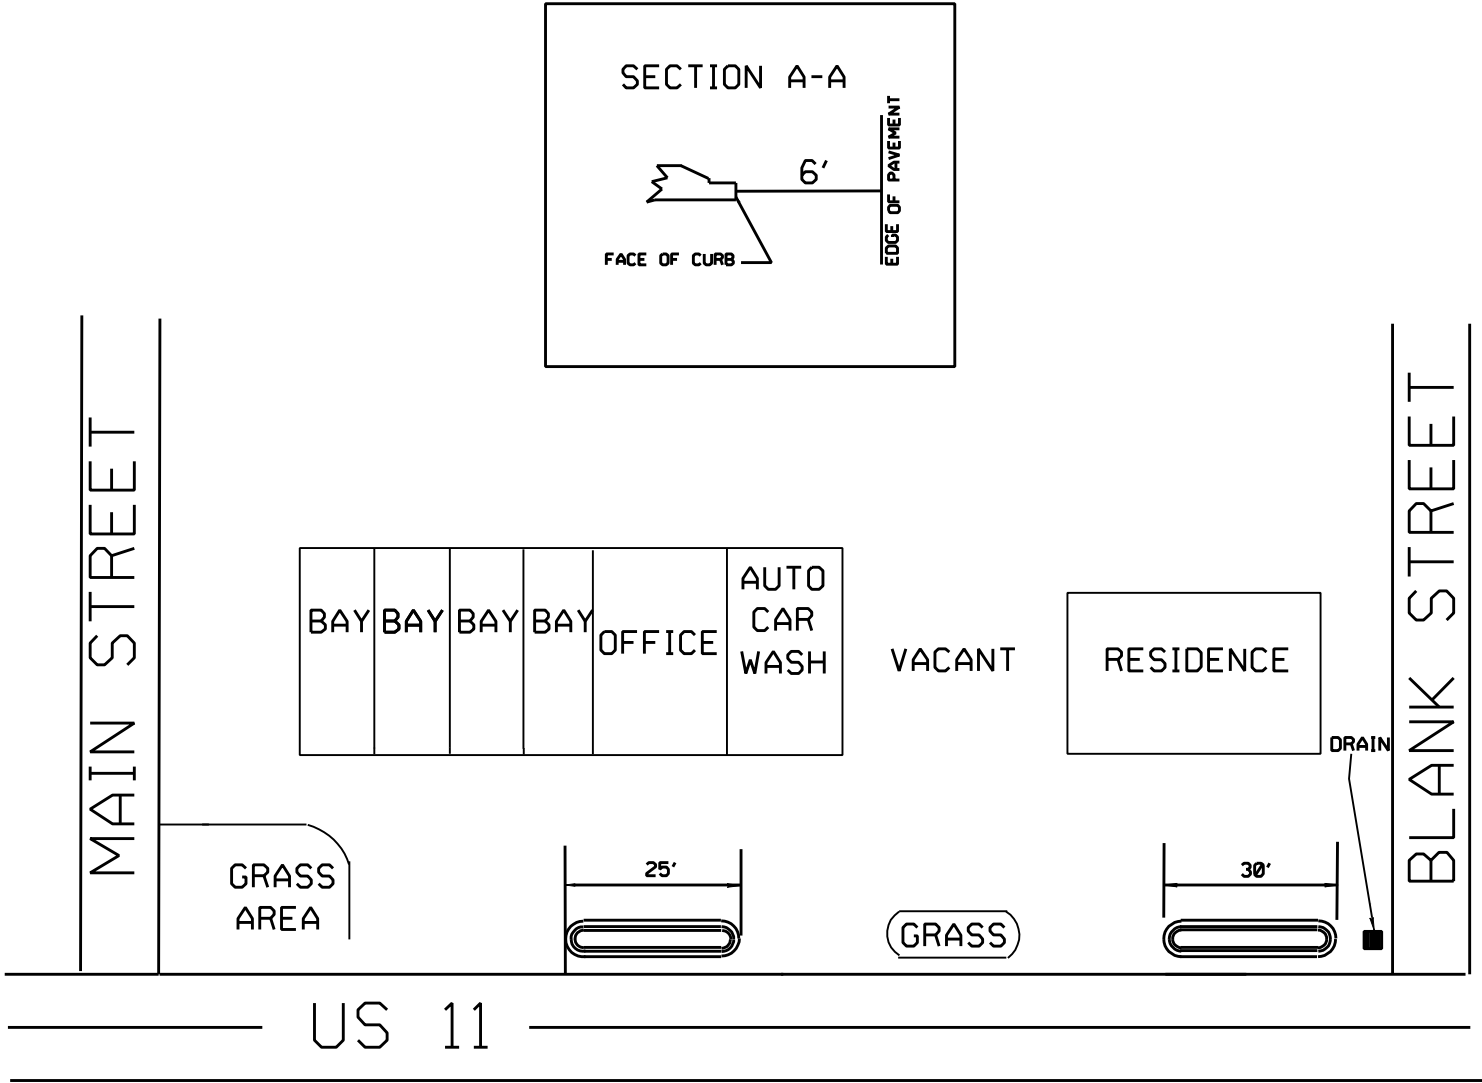 SECTION A-A
6'
EDGE OF PAVEMENT
FACE OF CURB
MAIN STREET
BLANK STREET
BAY BAY BAY BAY OFFICE
AUTO
CAR
WASH
VACANT
RESIDENCE
DRAIN
GRASS
AREA
25'
GRASS
30'
US 11